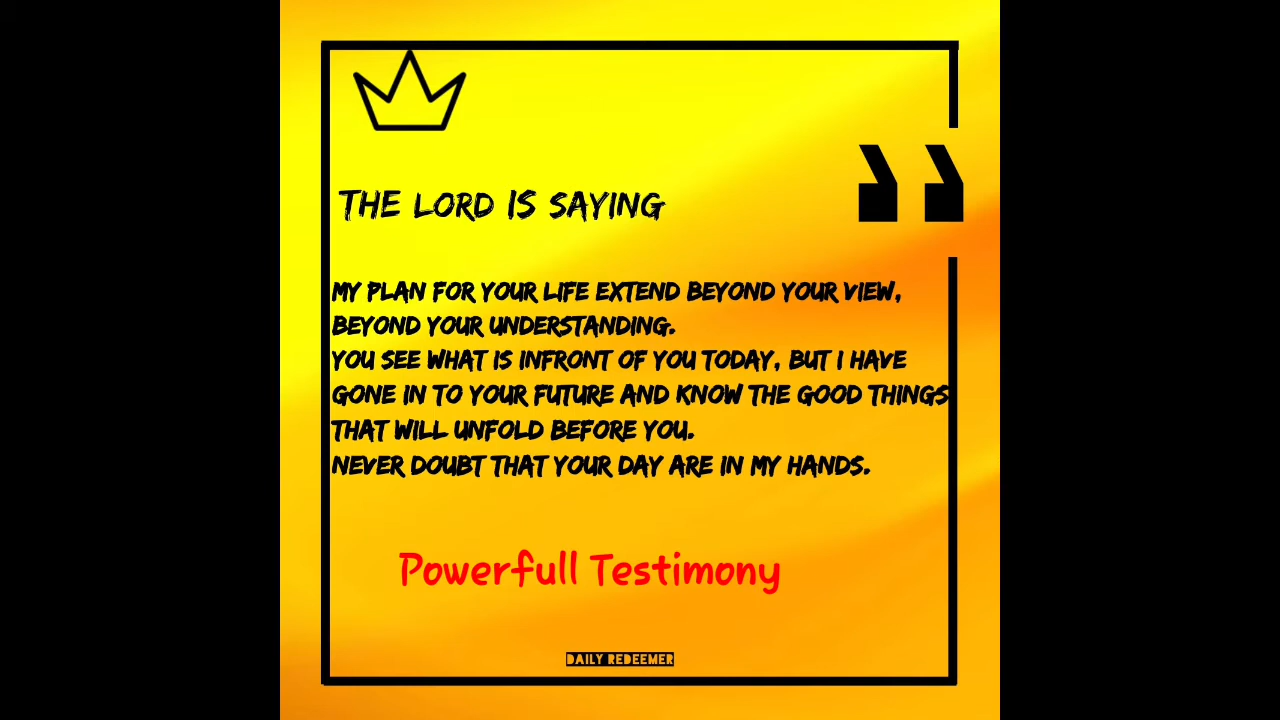 THE LORD IS SAYING
MY PLAN FOR YOUR LIFE EXTEND BEYOND YOUR VIEW,
BEYOND YOUR UNDERSTANDING.
YOU SEE WHAT IS INFRONT OF YOU TODAY, BUT I HAVE
GONE IN TO YOUR FUTURE AND KNOW THE GOOD THINGS
THAT WILL UNFOLD BEFORE YOU.
NEVER DOUBT THAT YOUR DAY ARE IN MY HANDS.
Powerfull Testimony
DAILY REDEEMER